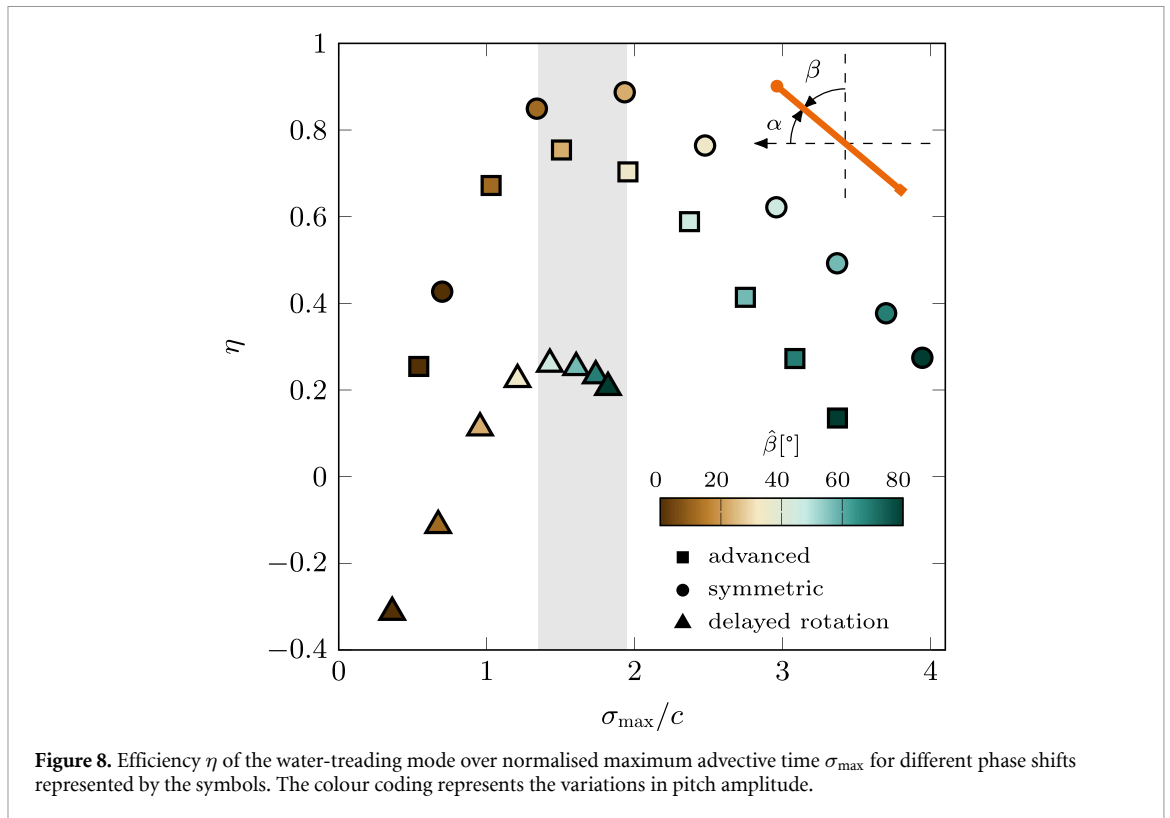 1
0.8
0.6
0.4
0.2
0
−0.2
−0.4
η
0 1 2 3 4
σmax/c
β
α
β̂[°]
0 20 40 60 80
advanced
symmetric
delayed rotation
Figure 8. Efficiency η of the water-treading mode over normalised maximum advective time σmax for different phase shifts
represented by the symbols. The colour coding represents the variations in pitch amplitude.